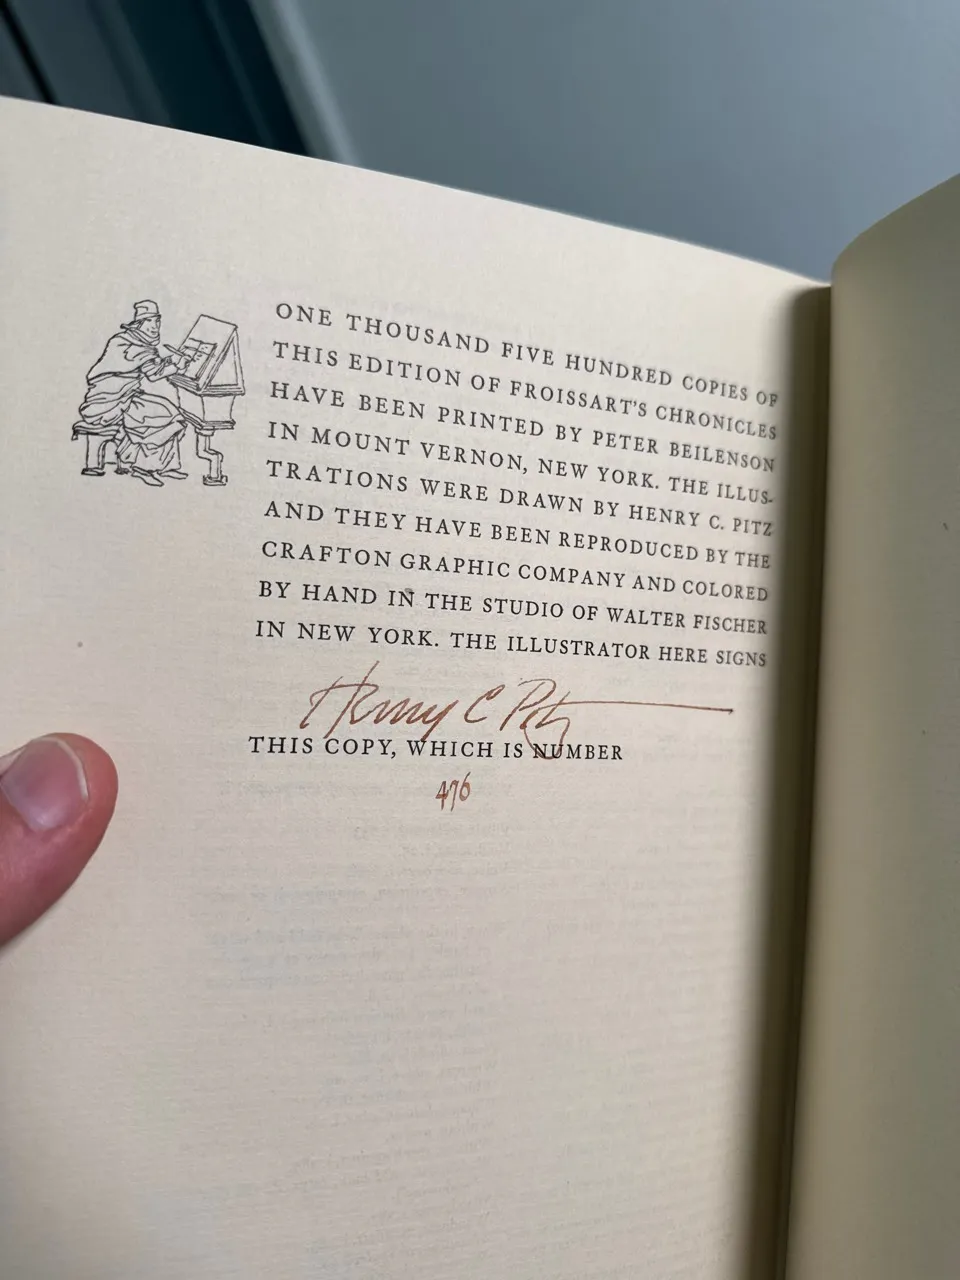 ONE THOUSAND FIVE HUNDRED COPIES OF
THIS EDITION OF FROISSART'S CHRONICLES
HAVE BEEN PRINTED BY PETER BEILENSON
IN MOUNT VERNON, NEW YORK. THE ILLUS-
TRATIONS WERE DRAWN BY HENRY C. PITZ
AND THEY HAVE BEEN REPRODUCED BY THE
CRAFTON GRAPHIC COMPANY AND COLORED
BY HAND IN THE STUDIO OF WALTER FISCHER
IN NEW YORK. THE ILLUSTRATOR HERE SIGNS
Henry C Pitz
THIS COPY, WHICH IS NUMBER
476